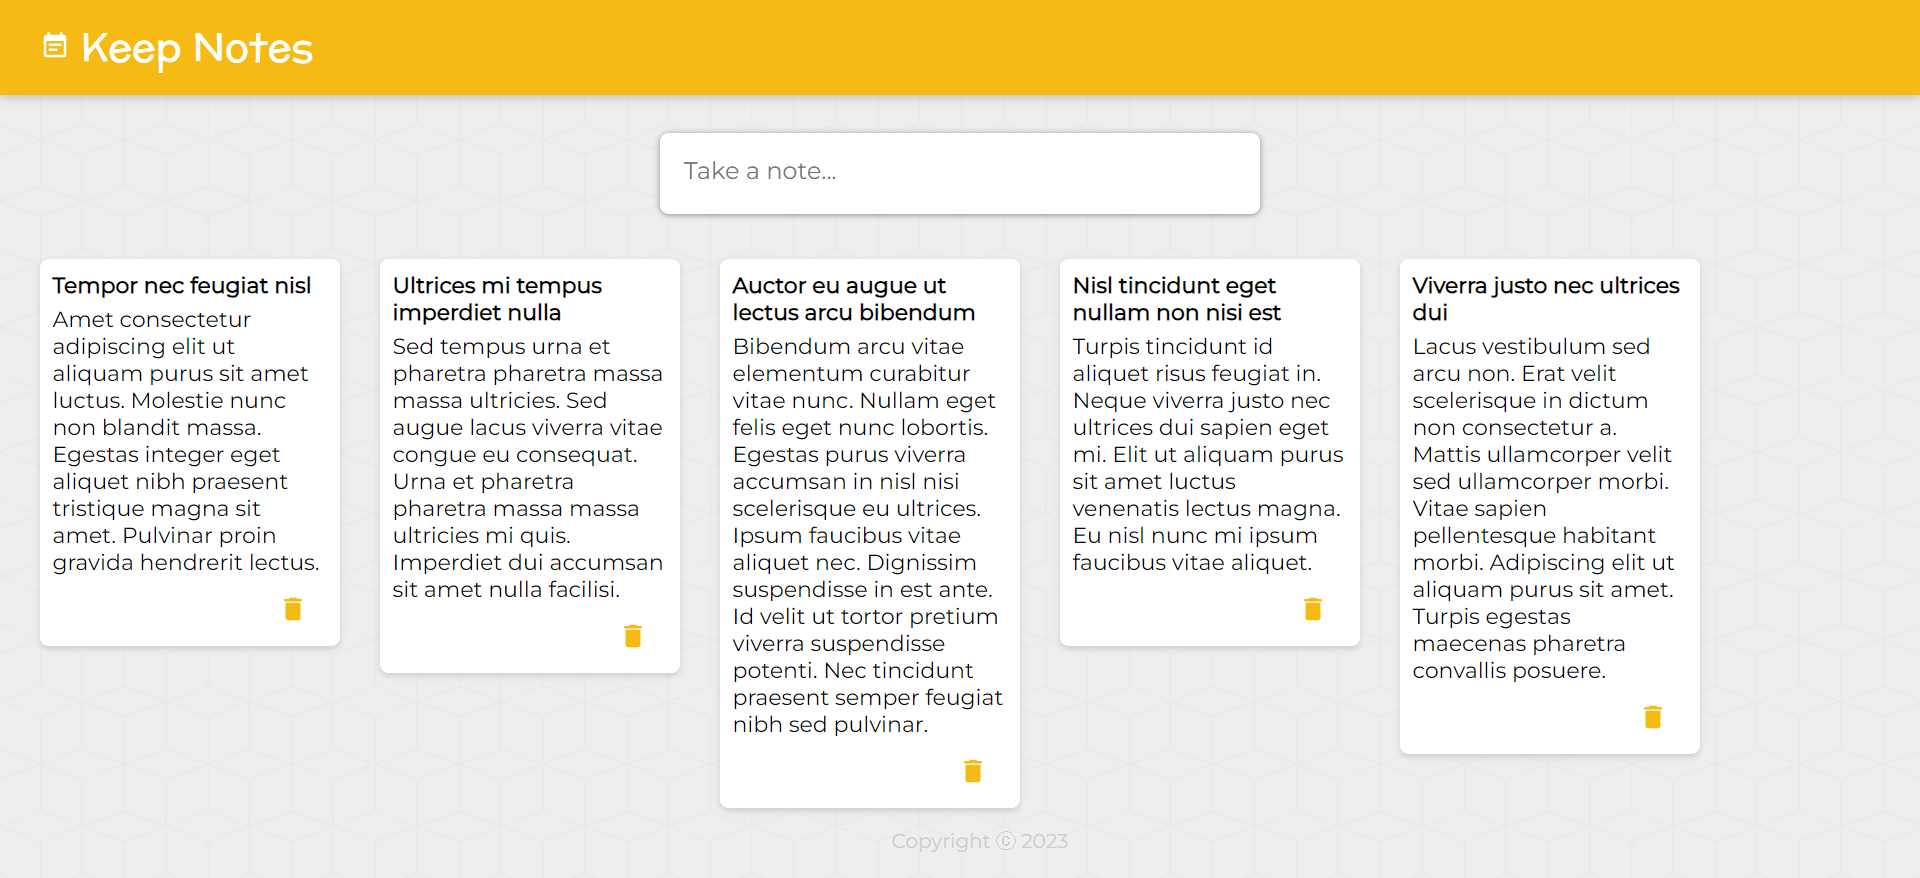 Keep Notes
Take a note...
Tempor nec feugiat nisl
Amet consectetur
adipiscing elit ut
aliquam purus sit amet
luctus. Molestie nunc
non blandit massa.
Egestas integer eget
aliquet nibh praesent
tristique magna sit
amet. Pulvinar proin
gravida hendrerit lectus.
Ultrices mi tempus
imperdiet nulla
Sed tempus urna et
pharetra pharetra massa
massa ultricies. Sed
augue lacus viverra vitae
congue eu consequat.
Urna et pharetra
pharetra massa massa
ultricies mi quis.
Imperdiet dui accumsan
sit amet nulla facilisi.
Auctor eu augue ut
lectus arcu bibendum
Bibendum arcu vitae
elementum curabitur
vitae nunc. Nullam eget
felis eget nunc lobortis.
Egestas purus viverra
accumsan in nisl nisi
scelerisque eu ultrices.
Ipsum faucibus vitae
aliquet nec. Dignissim
suspendisse in est ante.
Id velit ut tortor pretium
viverra suspendisse
potenti. Nec tincidunt
praesent semper feugiat
nibh sed pulvinar.
Nisl tincidunt eget
nullam non nisi est
Turpis tincidunt id
aliquet risus feugiat in.
Neque viverra justo nec
ultrices dui sapien eget
mi. Elit ut aliquam purus
sit amet luctus
venenatis lectus magna.
Eu nisl nunc mi ipsum
faucibus vitae aliquet.
Viverra justo nec ultrices
dui
Lacus vestibulum sed
arcu non. Erat velit
scelerisque in dictum
non consectetur a.
Mattis ullamcorper velit
sed ullamcorper morbi.
Vitae sapien
pellentesque habitant
morbi. Adipiscing elit ut
aliquam purus sit amet.
Turpis egestas
maecenas pharetra
convallis posuere.
Copyright ⓒ 2023